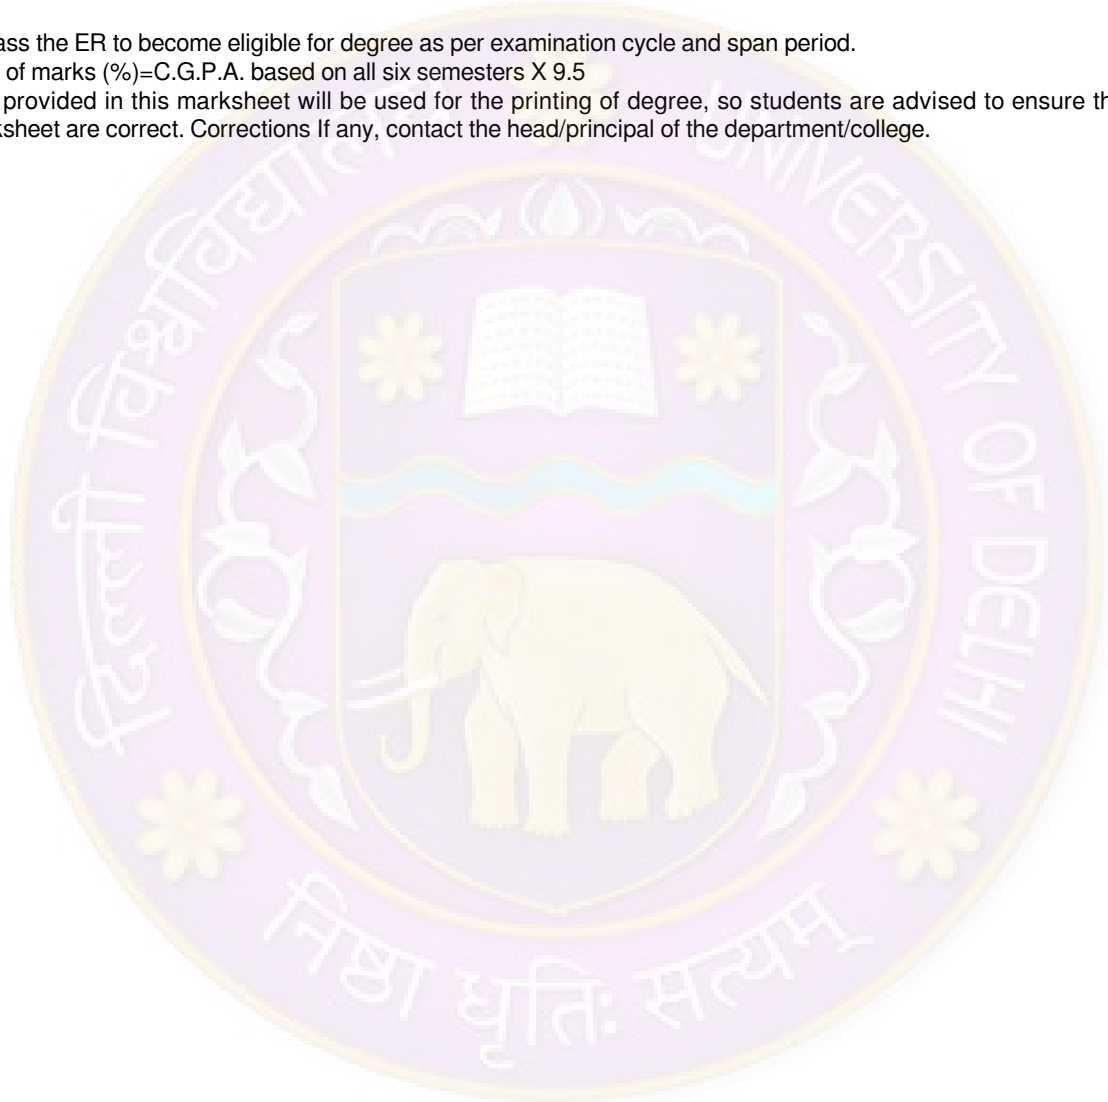 ass the ER to become eligible for degree as per examination cycle and span period.
of marks (%)=C.G.P.A. based on all six semesters X 9.5
provided in this marksheet will be used for the printing of degree, so students are advised to ensure th
ksheet are correct. Corrections If any, contact the head/principal of the department/college.
दिल्ली विश्वविद्यालय
UNIVERSITY OF DELHI
निष्ठा धृतिः सत्यम्